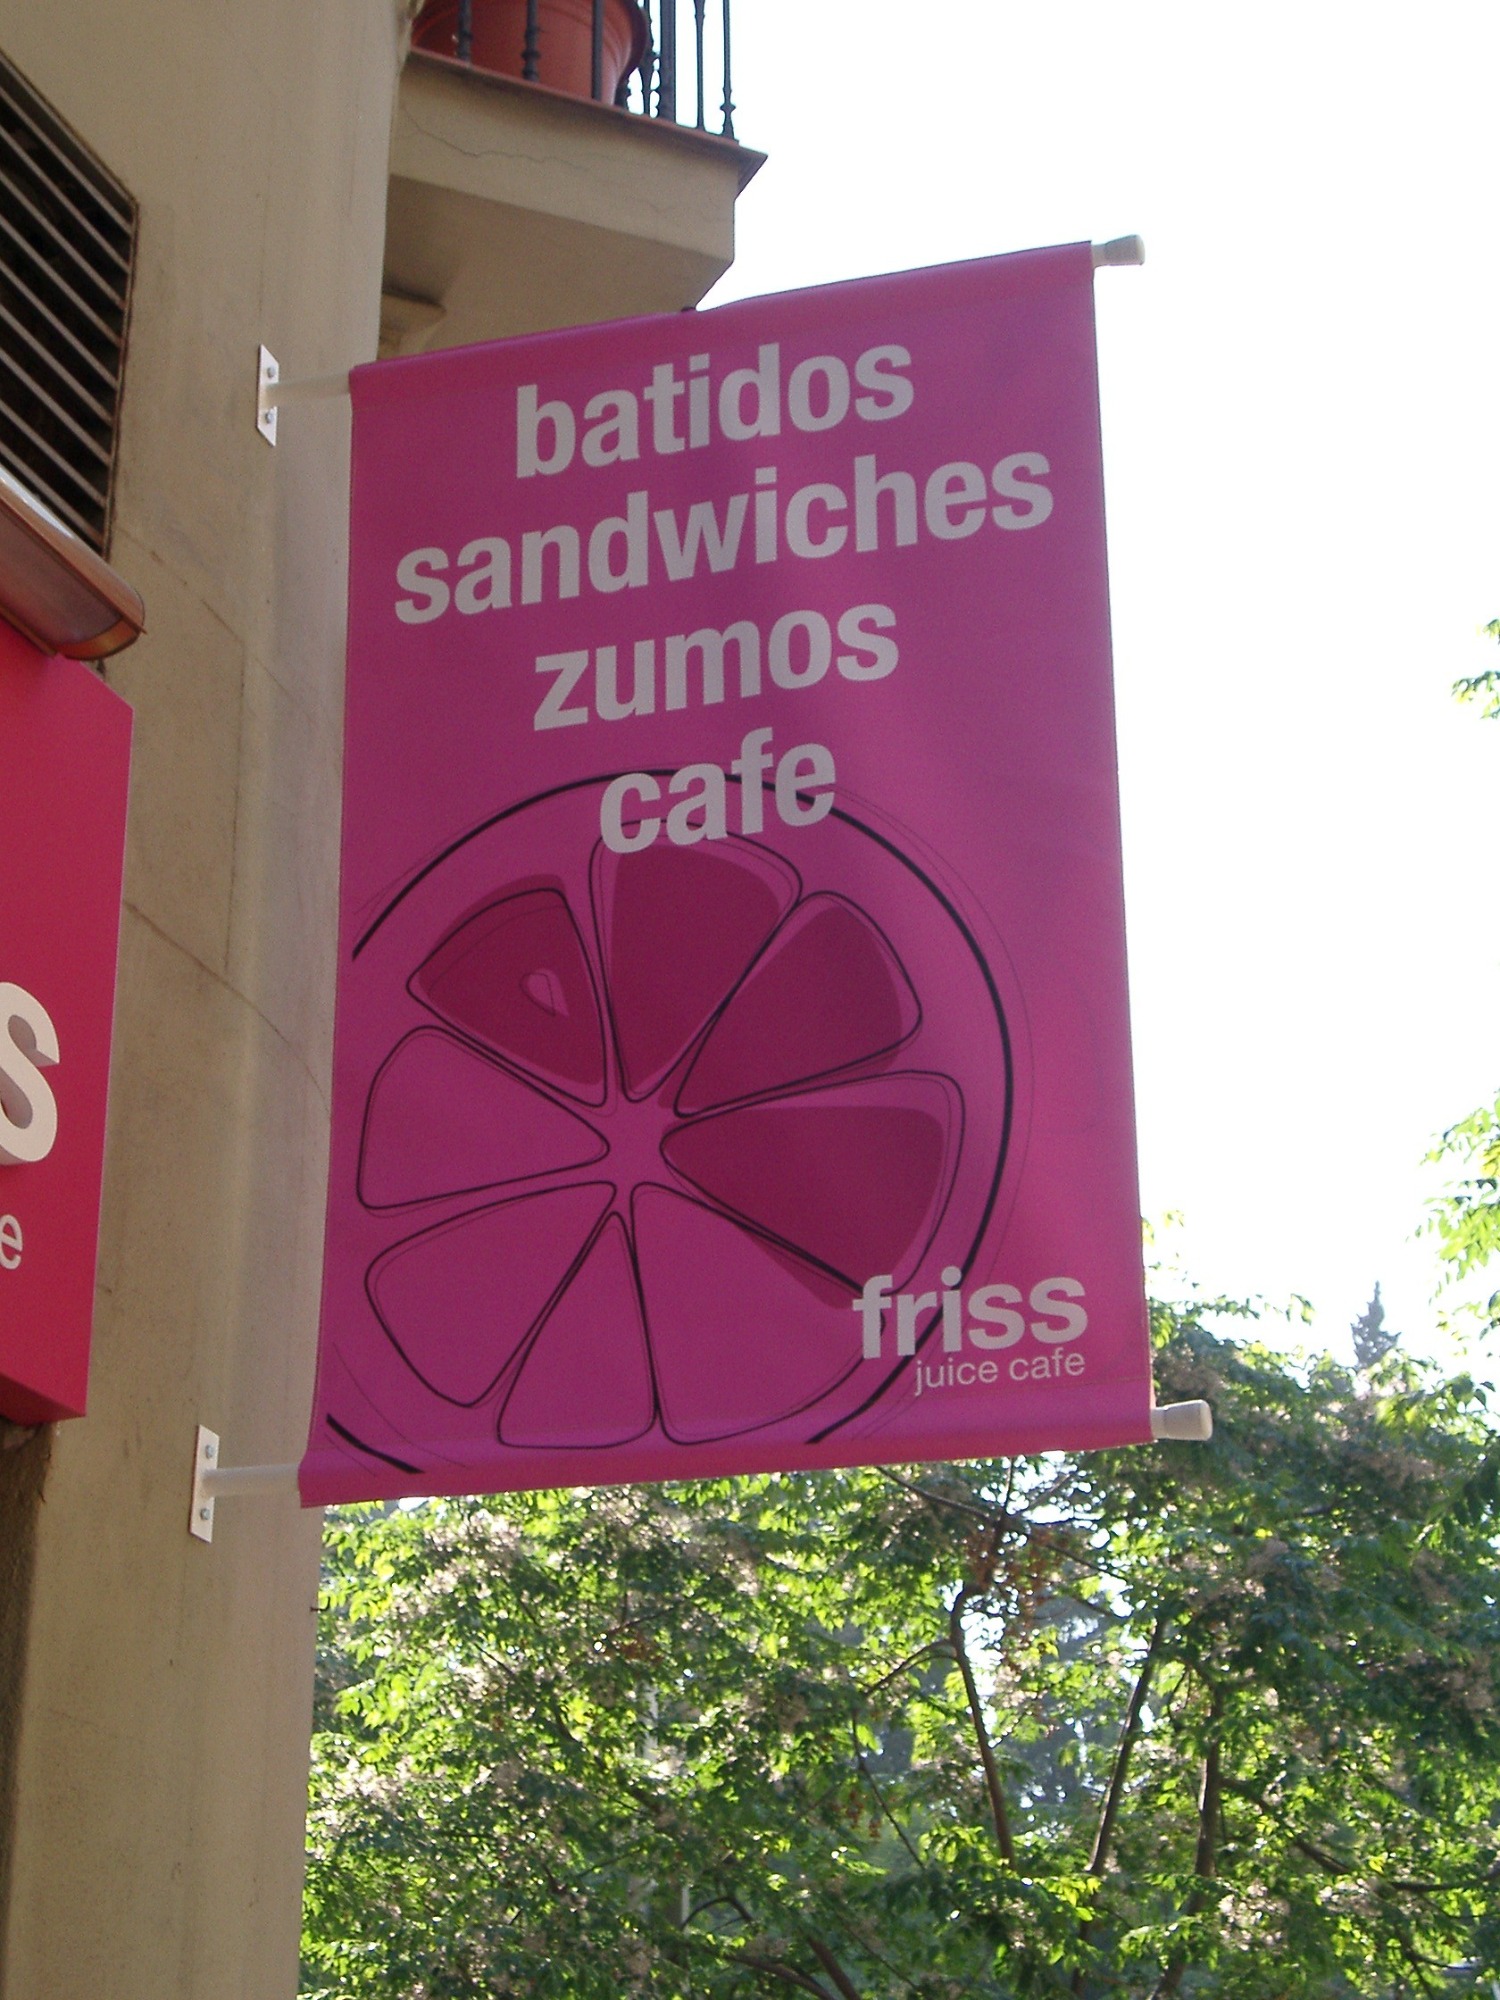 batidos
sandwiches
zumos
cafe
friss
juice cafe
s
e